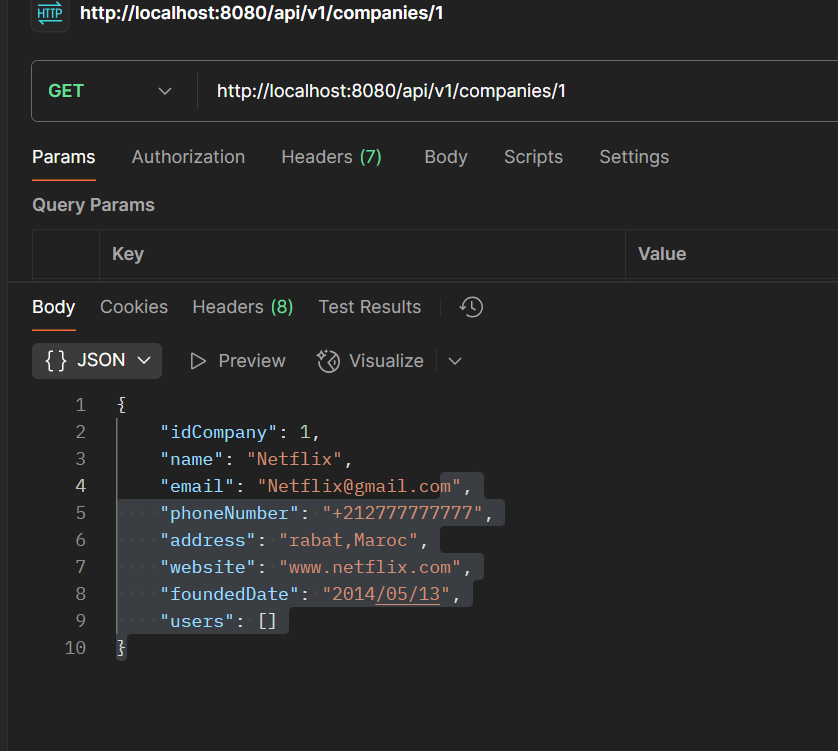 HTTP http://localhost:8080/api/v1/companies/1
GET http://localhost:8080/api/v1/companies/1
Params Authorization Headers (7) Body Scripts Settings
Query Params
Key Value
Body Cookies Headers (8) Test Results
{} JSON Preview Visualize
1 {
2 "idCompany": 1,
3 "name": "Netflix",
4 "email": "Netflix@gmail.com",
5 "phoneNumber": "+212777777777",
6 "address": "rabat,Maroc",
7 "website": "www.netflix.com",
8 "foundedDate": "2014/05/13",
9 "users": []
10 }